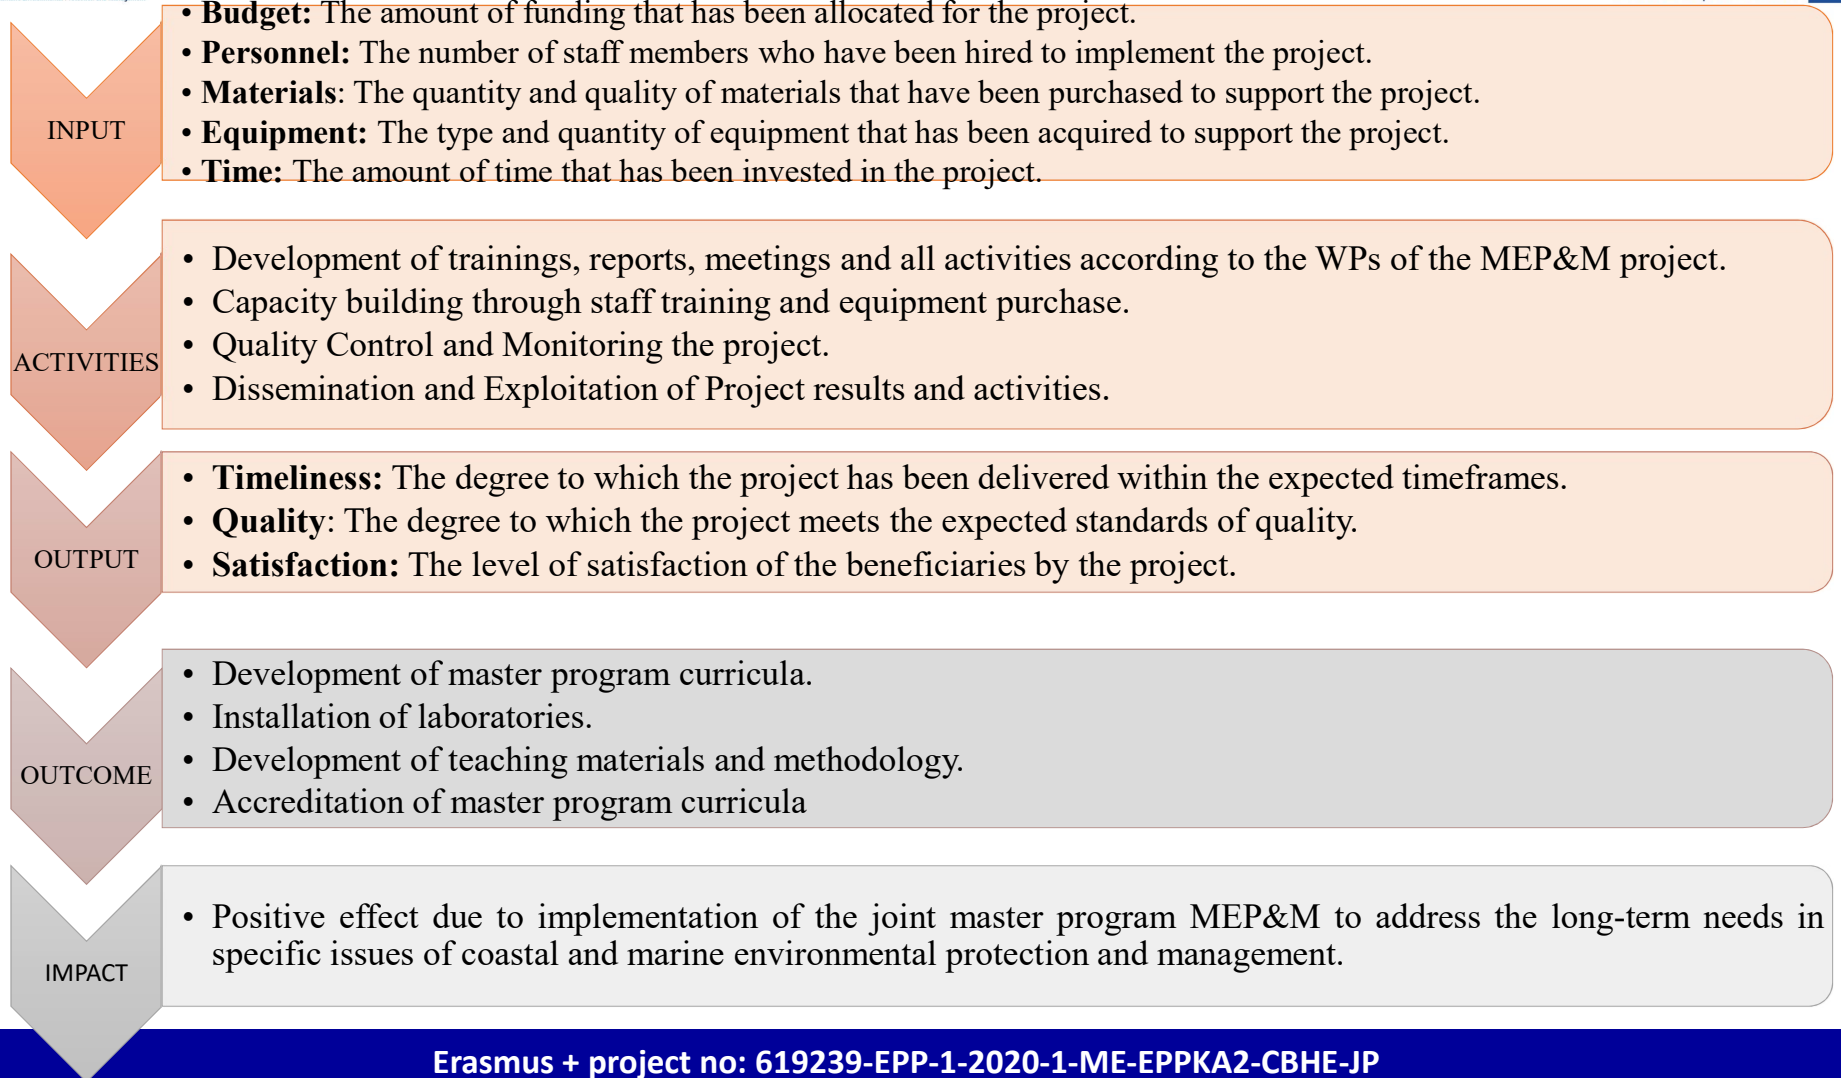 • Budget: The amount of funding that has been allocated for the project.
• Personnel: The number of staff members who have been hired to implement the project.
• Materials: The quantity and quality of materials that have been purchased to support the project.
INPUT
• Equipment: The type and quantity of equipment that has been acquired to support the project.
• Time: The amount of time that has been invested in the project.
• Development of trainings, reports, meetings and all activities according to the WPs of the MEP&M project.
• Capacity building through staff training and equipment purchase.
• Quality Control and Monitoring the project.
ACTIVITIES
• Dissemination and Exploitation of Project results and activities.
• Timeliness: The degree to which the project has been delivered within the expected timeframes.
• Quality: The degree to which the project meets the expected standards of quality.
OUTPUT
• Satisfaction: The level of satisfaction of the beneficiaries by the project.
• Development of master program curricula.
• Installation of laboratories.
• Development of teaching materials and methodology.
OUTCOME
• Accreditation of master program curricula
• Positive effect due to implementation of the joint master program MEP&M to address the long-term needs in
specific issues of coastal and marine environmental protection and management.
IMPACT
Erasmus + project no: 619239-EPP-1-2020-1-ME-EPPKA2-CBHE-JP